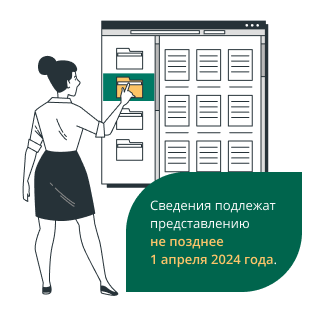 Сведения подлежат
представлению
не позднее
1 апреля 2024 года.